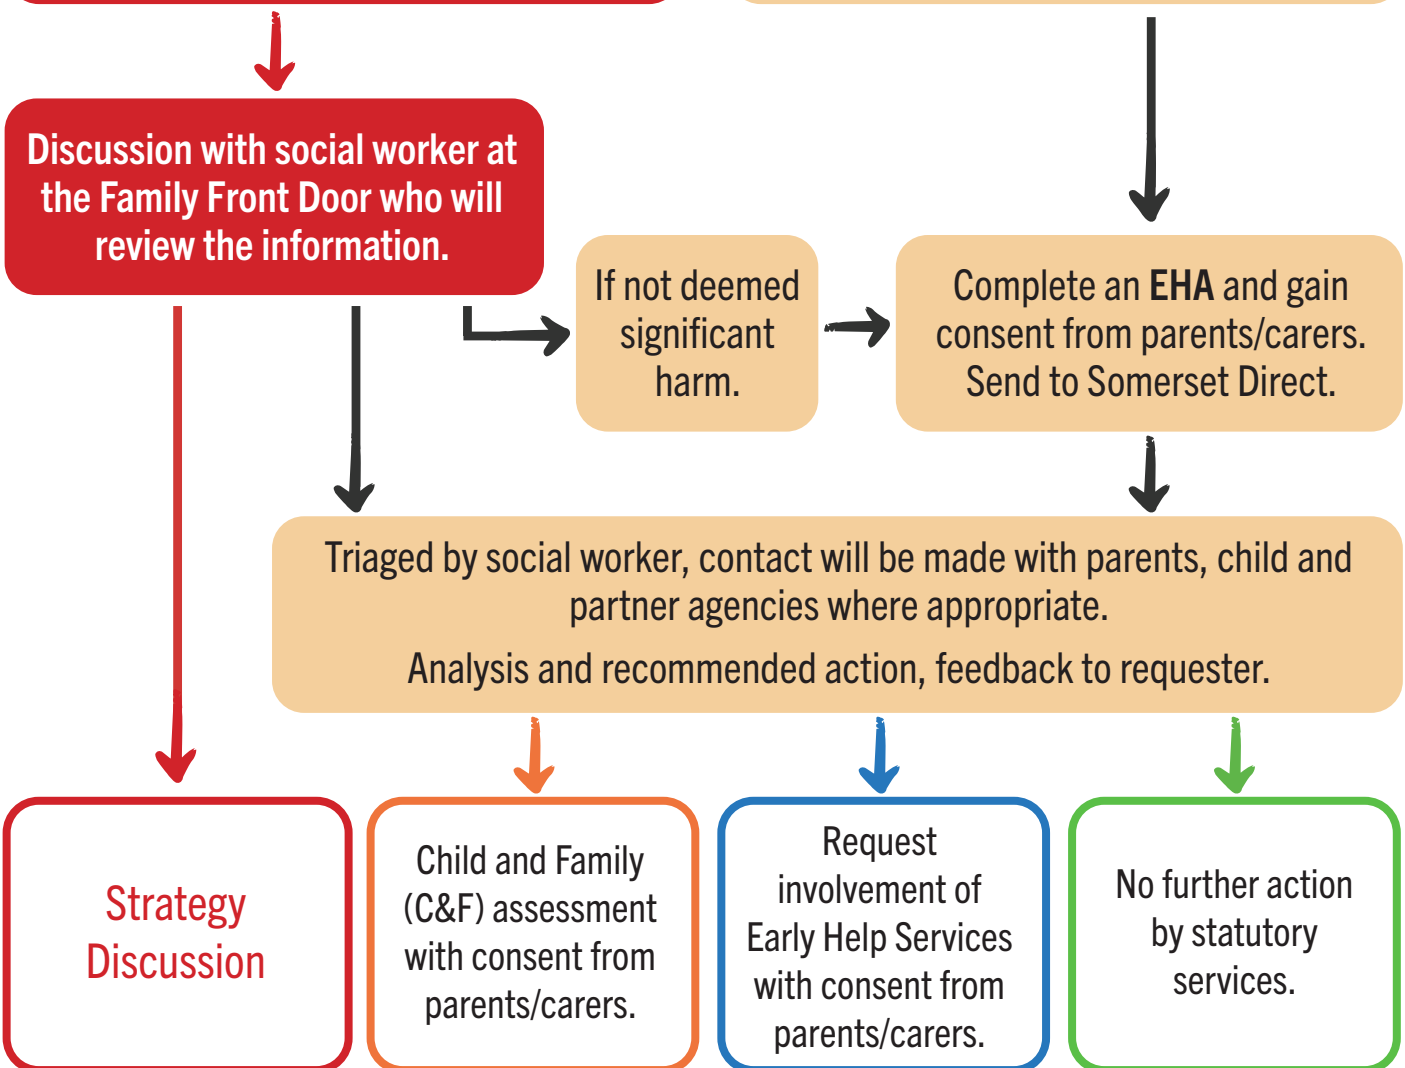 Discussion with social worker at
the Family Front Door who will
review the information.
If not deemed
significant
harm.
Complete an EHA and gain
consent from parents/carers.
Send to Somerset Direct.
Triaged by social worker, contact will be made with parents, child and
partner agencies where appropriate.
Analysis and recommended action, feedback to requester.
Strategy
Discussion
Child and Family
(C&F) assessment
with consent from
parents/carers.
Request
involvement of
Early Help Services
with consent from
parents/carers.
No further action
by statutory
services.